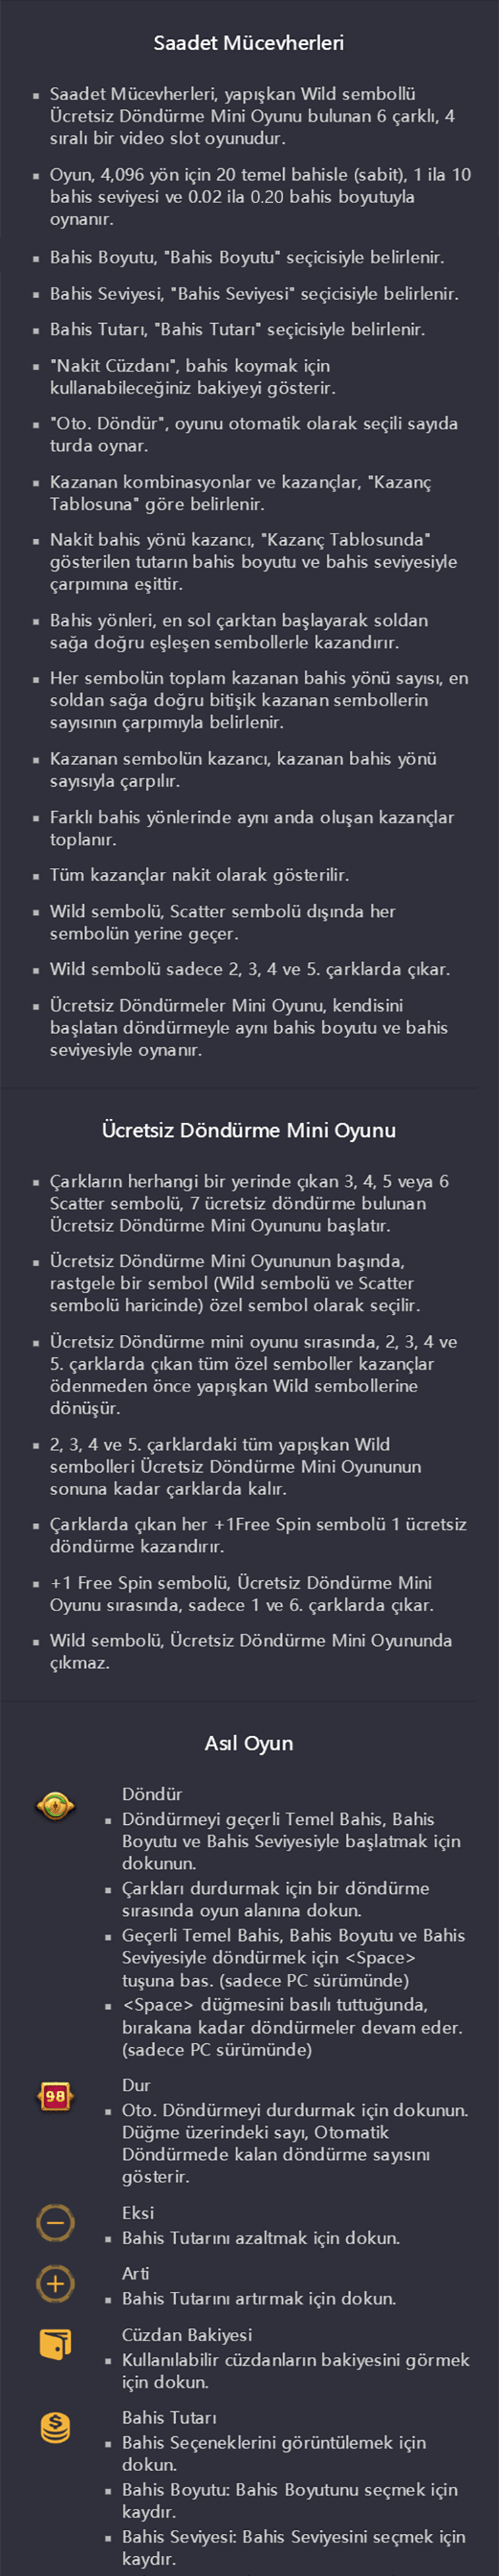 Saadet Mücevherleri
Saadet Mücevherleri, yapışkan Wild sembollü
Ücretsiz Döndürme Mini Oyunu bulunan 6 çarklı, 4
sıralı bir video slot oyunudur.
Oyun, 4,096 yön için 20 temel bahisle (sabit), 1 ila 10
bahis seviyesi ve 0.02 ila 0.20 bahis boyutuyla
oynanır.
Bahis Boyutu, "Bahis Boyutu" seçicisiyle belirlenir.
Bahis Seviyesi, "Bahis Seviyesi" seçicisiyle belirlenir.
Bahis Tutarı, "Bahis Tutarı" seçicisiyle belirlenir.
"Nakit Cüzdanı", bahis koymak için
kullanabileceğiniz bakiyeyi gösterir.
"Oto. Döndür", oyunu otomatik olarak seçili sayıda
turda oynar.
Kazanan kombinasyonlar ve kazançlar, "Kazanç
Tablosuna" göre belirlenir.
Nakit bahis yönü kazancı, "Kazanç Tablosunda"
gösterilen tutarın bahis boyutu ve bahis seviyesiyle
çarpımına eşittir.
Bahis yönleri, en sol çarktan başlayarak soldan
sağa doğru eşleşen sembollerle kazandırır.
Her sembolün toplam kazanan bahis yönü sayısı, en
soldan sağa doğru bitişik kazanan sembollerin
sayısının çarpımıyla belirlenir.
Kazanan sembolün kazancı, kazanan bahis yönü
sayısıyla çarpılır.
Farklı bahis yönlerinde aynı anda oluşan kazançlar
toplanır.
Tüm kazançlar nakit olarak gösterilir.
Wild sembolü, Scatter sembolü dışında her
sembolün yerine geçer.
Wild sembolü sadece 2, 3, 4 ve 5. çarklarda çıkar.
Ücretsiz Döndürmeler Mini Oyunu, kendisini
başlatan döndürmeyle aynı bahis boyutu ve bahis
seviyesiyle oynanır.
Ücretsiz Döndürme Mini Oyunu
Çarkların herhangi bir yerinde çıkan 3, 4, 5 veya 6
Scatter sembolü, 7 ücretsiz döndürme bulunan
Ücretsiz Döndürme Mini Oyununu başlatır.
Ücretsiz Döndürme Mini Oyununun başında,
rastgele bir sembol (Wild sembolü ve Scatter
sembolü haricinde) özel sembol olarak seçilir.
Ücretsiz Döndürme mini oyunu sırasında, 2, 3, 4 ve
5. çarklarda çıkan tüm özel semboller kazançlar
ödenmeden önce yapışkan Wild sembollerine
dönüşür.
2, 3, 4 ve 5. çarklardaki tüm yapışkan Wild
sembolleri Ücretsiz Döndürme Mini Oyununun
sonuna kadar çarklarda kalır.
Çarklarda çıkan her +1Free Spin sembolü 1 ücretsiz
döndürme kazandırır.
+1 Free Spin sembolü, Ücretsiz Döndürme Mini
Oyunu sırasında, sadece 1 ve 6. çarklarda çıkar.
Wild sembolü, Ücretsiz Döndürme Mini Oyununda
çıkmaz.
Asıl Oyun
Döndür
Döndürmeyi geçerli Temel Bahis, Bahis
Boyutu ve Bahis Seviyesiyle başlatmak için
dokunun.
Çarkları durdurmak için bir döndürme
sırasında oyun alanına dokun.
Geçerli Temel Bahis, Bahis Boyutu ve Bahis
Seviyesiyle döndürmek için <Space>
tuşuna bas. (sadece PC sürümünde)
<Space> düğmesini basılı tuttuğunda,
bırakana kadar döndürmeler devam eder.
(sadece PC sürümünde)
98
Dur
Oto. Döndürmeyi durdurmak için dokunun.
Düğme üzerindeki sayı, Otomatik
Döndürmede kalan döndürme sayısını
gösterir.
Eksi
Bahis Tutarını azaltmak için dokun.
Arti
Bahis Tutarını artırmak için dokun.
Cüzdan Bakiyesi
Kullanılabilir cüzdanların bakiyesini görmek
için dokun.
Bahis Tutarı
Bahis Seçeneklerini görüntülemek için
dokun.
Bahis Boyutu: Bahis Boyutunu seçmek için
kaydır.
Bahis Seviyesi: Bahis Seviyesini seçmek için
kaydır.